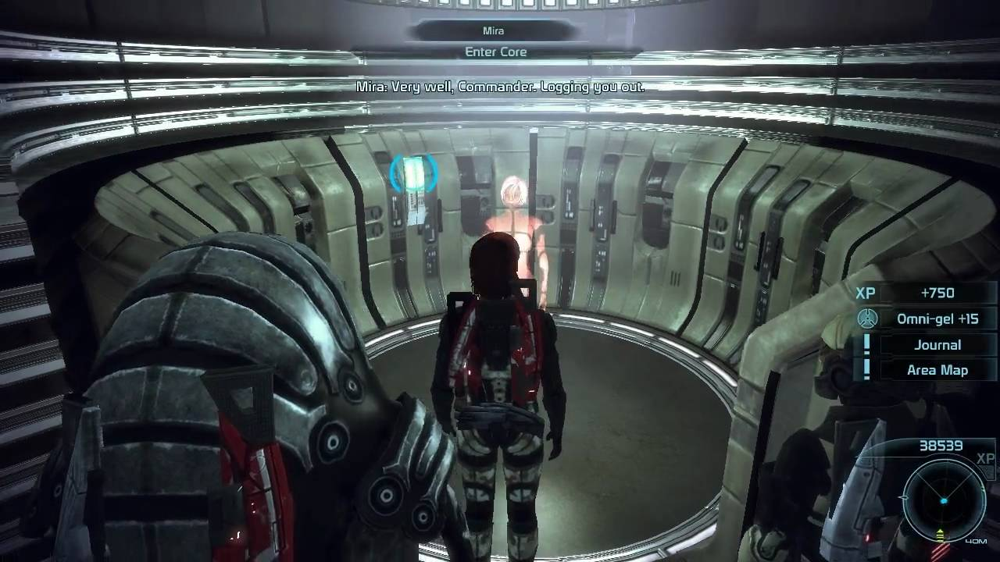 Mira
Enter Core
Mira: Very well, Commander. Logging you out.
XP +750
Omni-gel +15
! Journal
! Area Map
38539
XP
40M